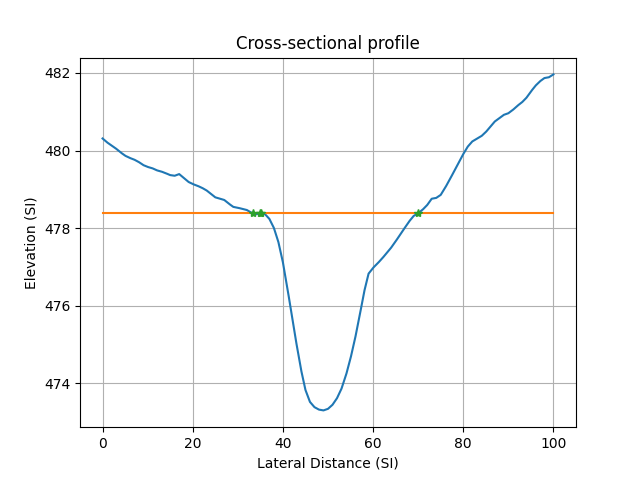 Cross-sectional profile
482
480
478
476
474
Elevation (SI)
0 20 40 60 80 100
Lateral Distance (SI)